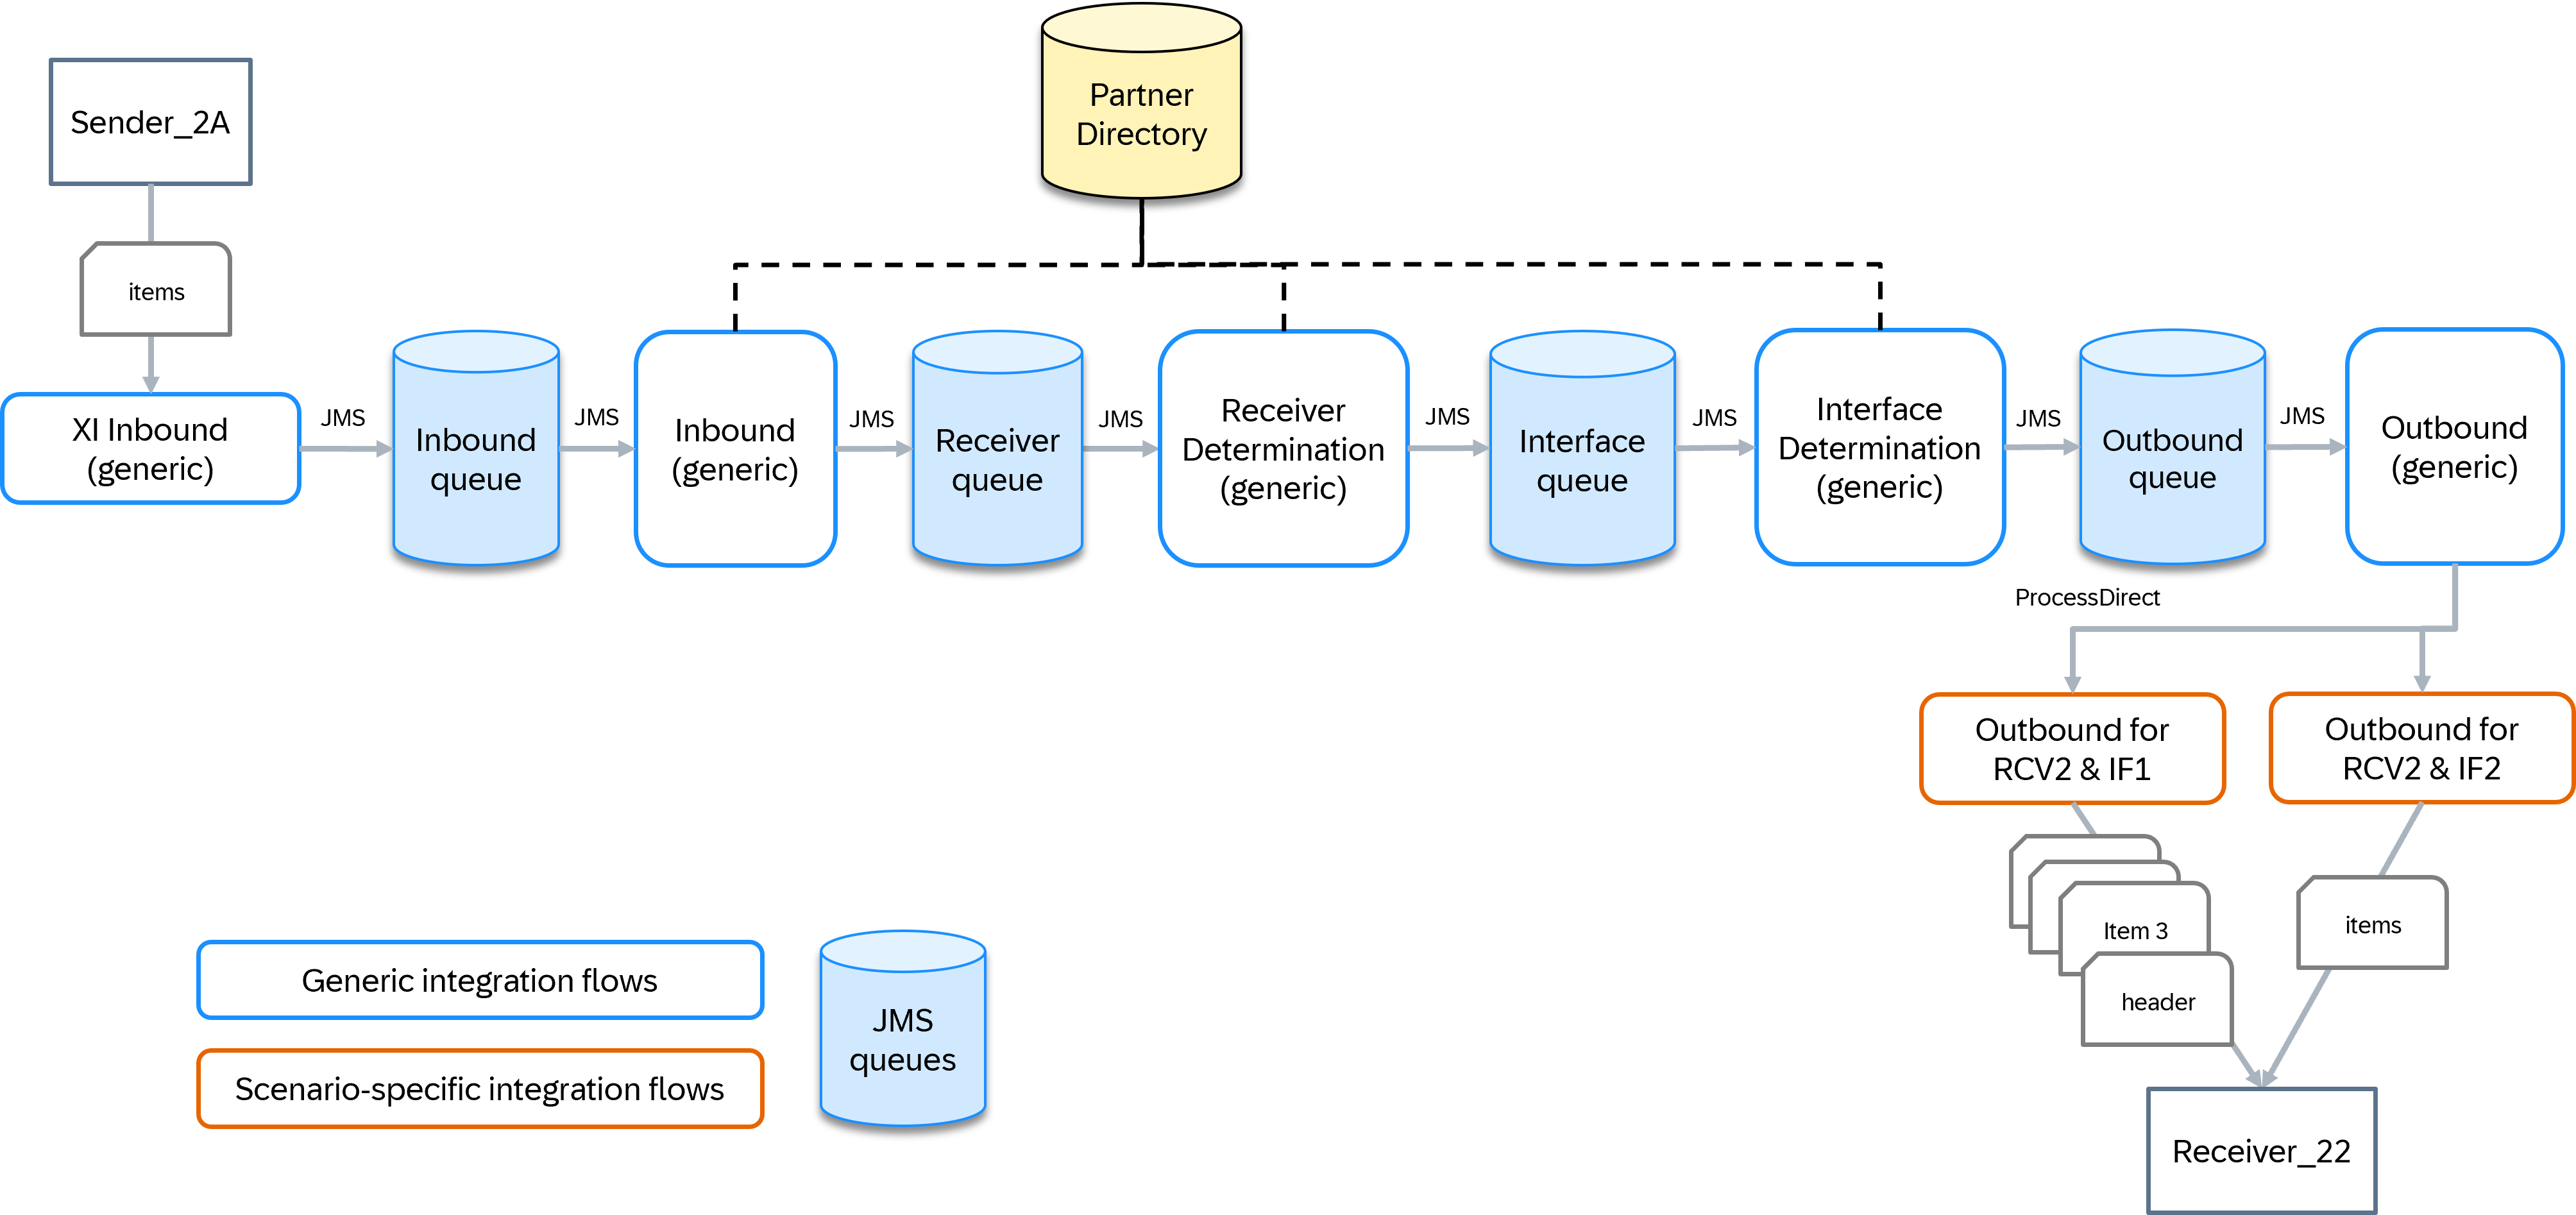 Partner
Directory
Sender_2A
items
XI Inbound
(generic)
JMS
Inbound
queue
JMS
Inbound
(generic)
JMS
Receiver
queue
JMS
Receiver
Determination
(generic)
JMS
Interface
queue
JMS
Interface
Determination
(generic)
JMS
Outbound
queue
JMS
Outbound
(generic)
ProcessDirect
Outbound for
RCV2 & IF1
Outbound for
RCV2 & IF2
Item 3
header
items
Receiver_22
Generic integration flows
Scenario-specific integration flows
JMS
queues